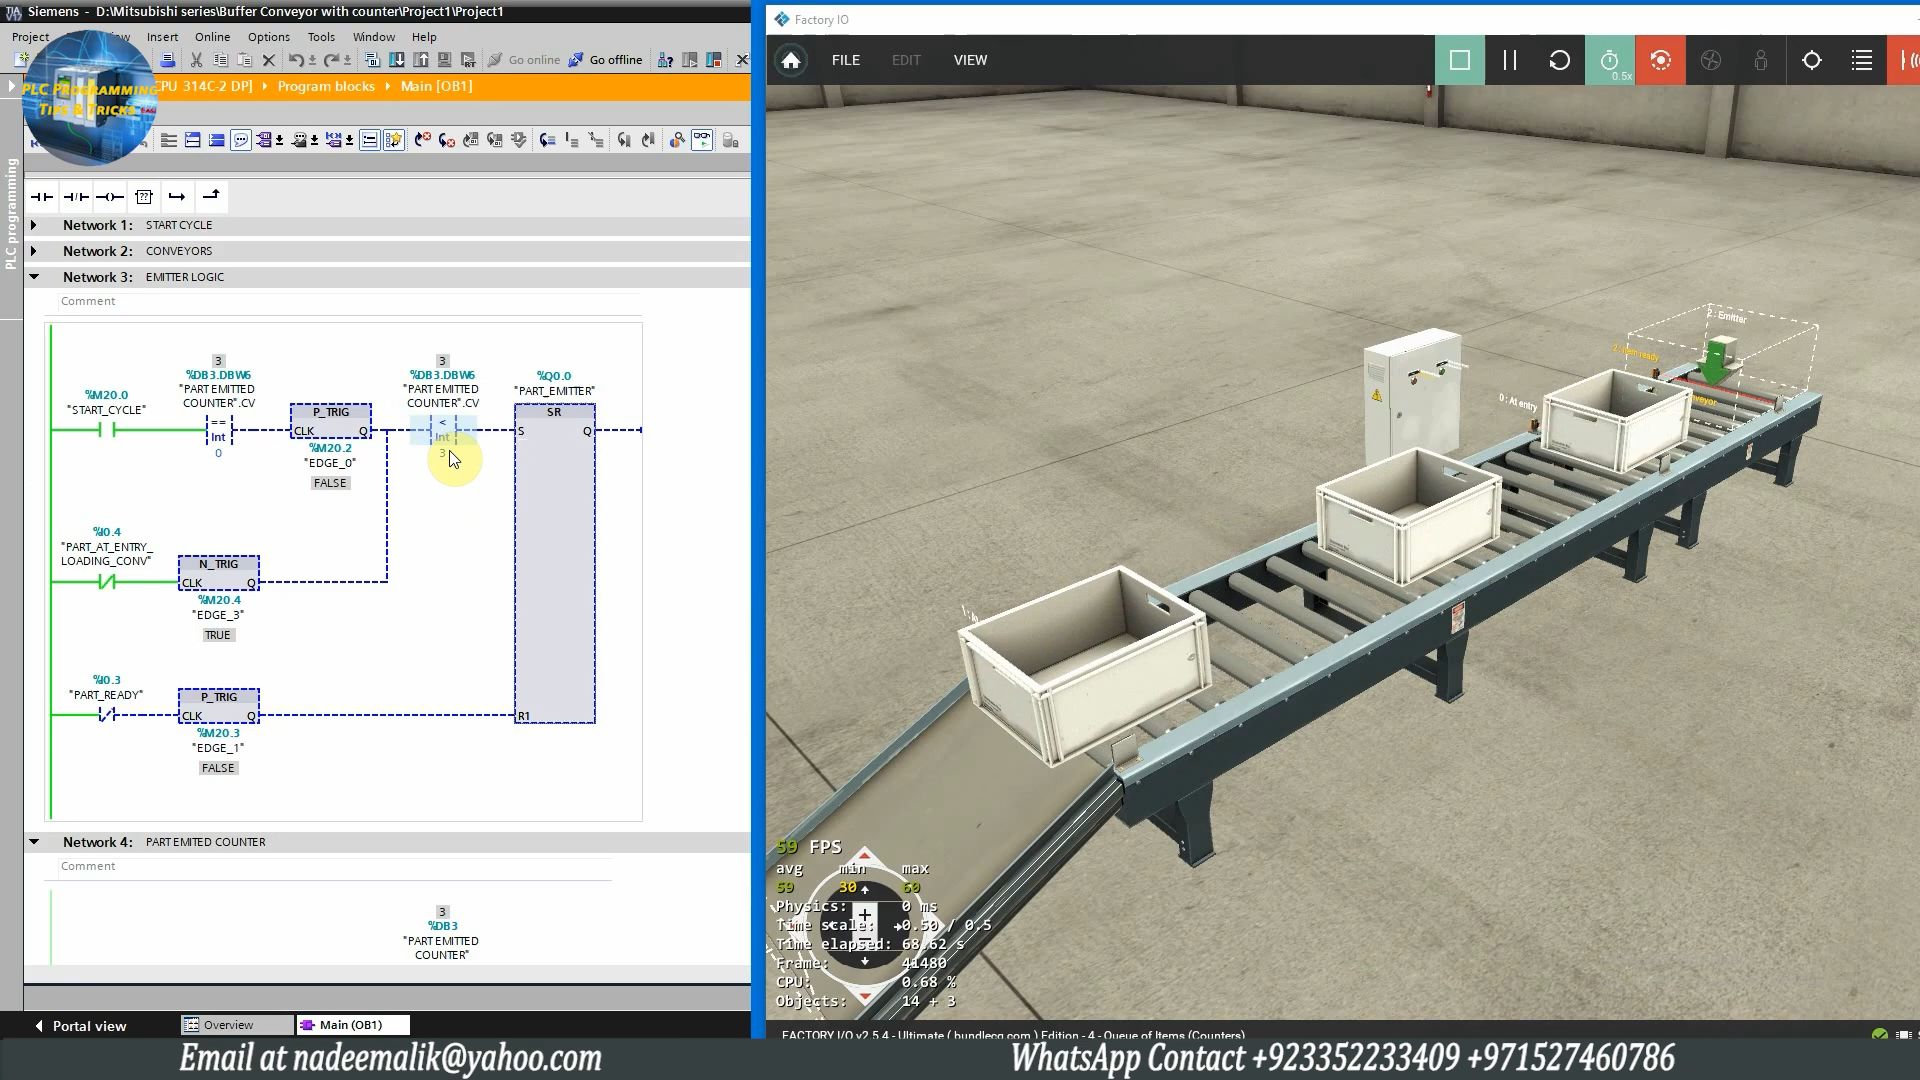 Siemens - D:\Mitsubishi series\Buffer Conveyor with counter\Project1\Project1
Project
Insert Online Options Tools Window Help
Go online Go offline
CPU 314C-2 DP] Program blocks Main [OB1]
PLC PROGRAMMING
TIPS & TRICKS
PLC programming
Network 1: START CYCLE
Network 2: CONVEYORS
Network 3: EMITTER LOGIC
Comment
3 3
%DB3.DBW6 %DB3.DBW6 %Q0.0
%M20.0 "PART EMITTED "PART EMITTED "PART_EMITTER"
"START_CYCLE" COUNTER".CV COUNTER".CV
== P_TRIG < SR
Int CLK Q Int S Q
0 %M20.2 3
"EDGE_0"
FALSE
%I0.4
"PART_AT_ENTRY_
LOADING_CONV"
N_TRIG
CLK Q
%M20.4
"EDGE_3"
TRUE
%I0.3
"PART_READY"
P_TRIG
CLK Q R1
%M20.3
"EDGE_1"
FALSE
Network 4: PART EMITED COUNTER
Comment
3
%DB3
"PART EMITTED
COUNTER"
Portal view Overview Main (OB1)
Factory IO
FILE EDIT VIEW
0.5x
2: Emitter
2: Item ready
0: At entry
59 FPS
avg min max
59 30 60
Physics: 0 ms
Time scale: 0.50 / 0.5
Time elapsed: 68.62 s
Frame: 41480
CPU: 0.68 %
Objects: 14 + 3
FACTORY I/O v2.5.4 - Ultimate ( bundlecg.com ) Edition - 4 - Queue of Items (Counters)
Email at nadeemalik@yahoo.com
WhatsApp Contact +923352233409 +971527460786